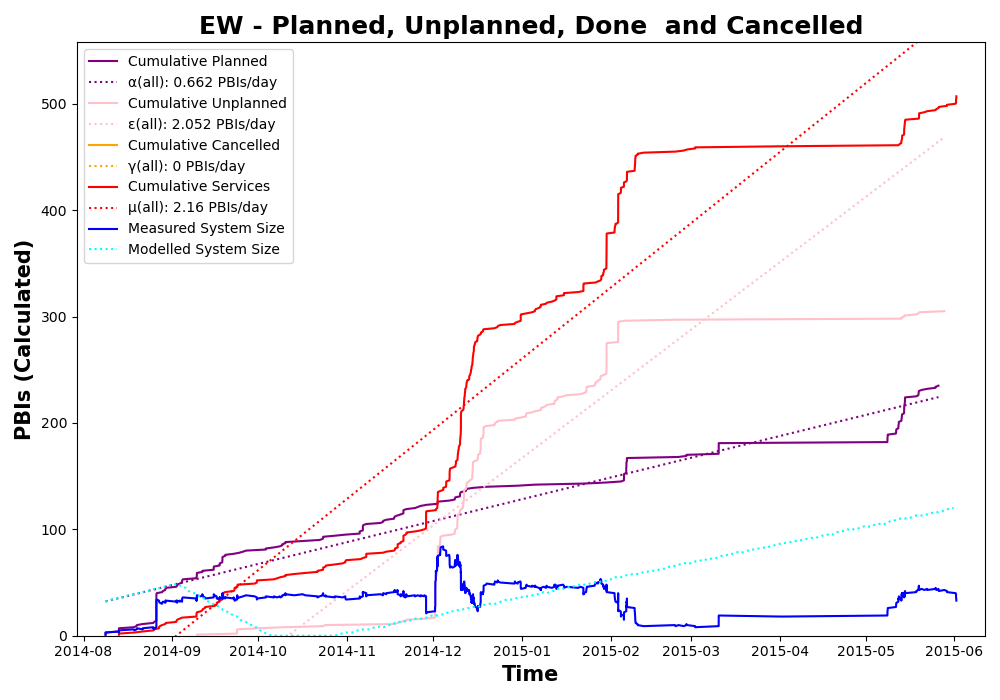 EW - Planned, Unplanned, Done  and Cancelled
PBIs (Calculated)
500
400
300
200
100
0
Cumulative Planned
α(all): 0.662 PBIs/day
Cumulative Unplanned
ε(all): 2.052 PBIs/day
Cumulative Cancelled
γ(all): 0 PBIs/day
Cumulative Services
μ(all): 2.16 PBIs/day
Measured System Size
Modelled System Size
2014-08 2014-09 2014-10 2014-11 2014-12 2015-01 2015-02 2015-03 2015-04 2015-05 2015-06
Time